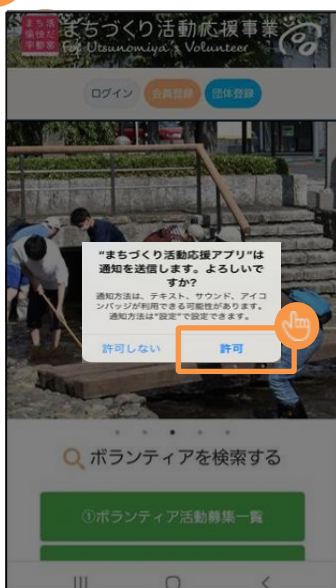 まち活
愉快だ
宇都宮
まちづくり活動応援事業
For Utsunomiya's Volunteer
ログイン
会員登録
団体登録
“まちづくり活動応援アプリ”は
通知を送信します。よろしいで
すか?
通知方法は、テキスト、サウンド、アイコ
ンバッジが利用できる可能性があります。
通知方法は“設定”で設定できます。
許可しない
許可
ボランティアを検索する
①ボランティア活動募集一覧